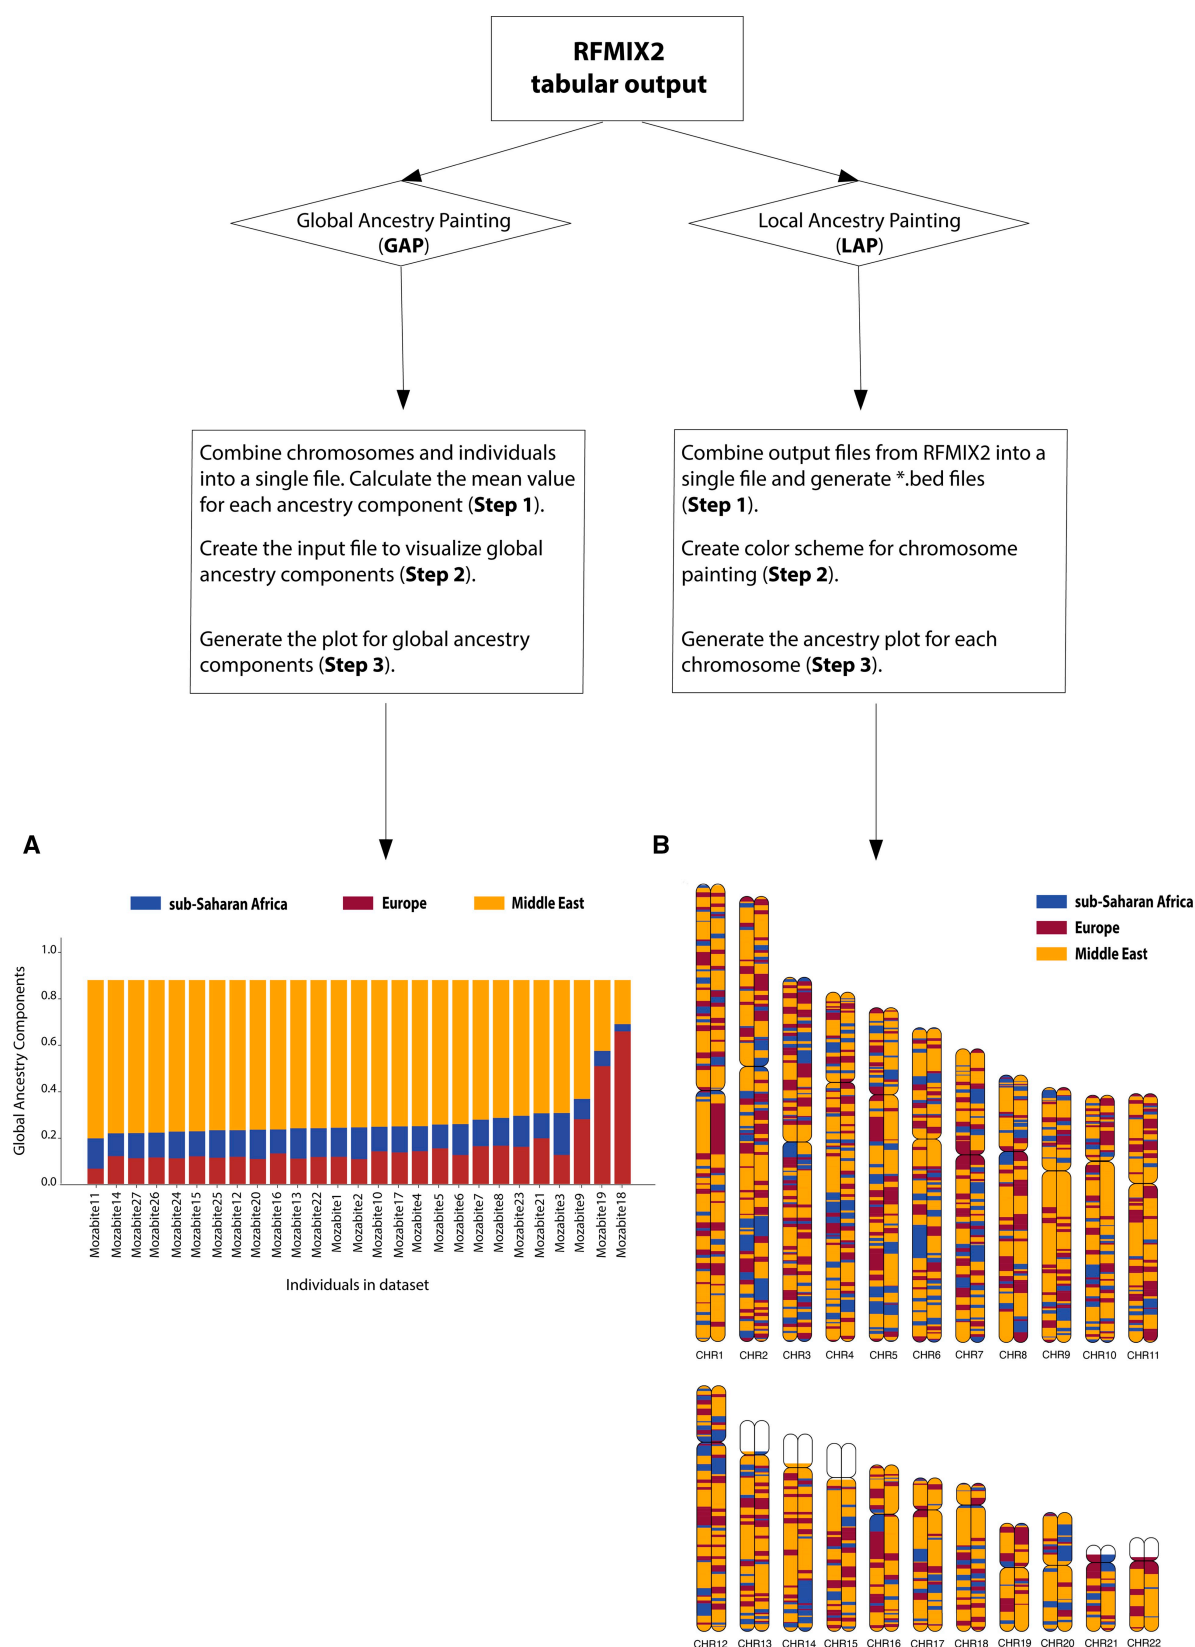 RFMIX2
tabular output
Global Ancestry Painting
(GAP)
Local Ancestry Painting
(LAP)
Combine chromosomes and individuals
into a single file. Calculate the mean value
for each ancestry component (Step 1).
Create the input file to visualize global
ancestry components (Step 2).
Generate the plot for global ancestry
components (Step 3).
Combine output files from RFMIX2 into a
single file and generate *.bed files
(Step 1).
Create color scheme for chromosome
painting (Step 2).
Generate the ancestry plot for each
chromosome (Step 3).
A
sub-Saharan Africa
Europe
Middle East
Global Ancestry Components
1.0
0.8
0.6
0.4
0.2
0.0
Mozabite11
Mozabite14
Mozabite27
Mozabite26
Mozabite24
Mozabite15
Mozabite25
Mozabite12
Mozabite20
Mozabite16
Mozabite13
Mozabite22
Mozabite1
Mozabite2
Mozabite10
Mozabite17
Mozabite4
Mozabite5
Mozabite6
Mozabite7
Mozabite8
Mozabite23
Mozabite21
Mozabite3
Mozabite9
Mozabite19
Mozabite18
Individuals in dataset
B
sub-Saharan Africa
Europe
Middle East
CHR1 CHR2 CHR3 CHR4 CHR5 CHR6 CHR7 CHR8 CHR9 CHR10 CHR11
CHR12 CHR13 CHR14 CHR15 CHR16 CHR17 CHR18 CHR19 CHR20 CHR21 CHR22